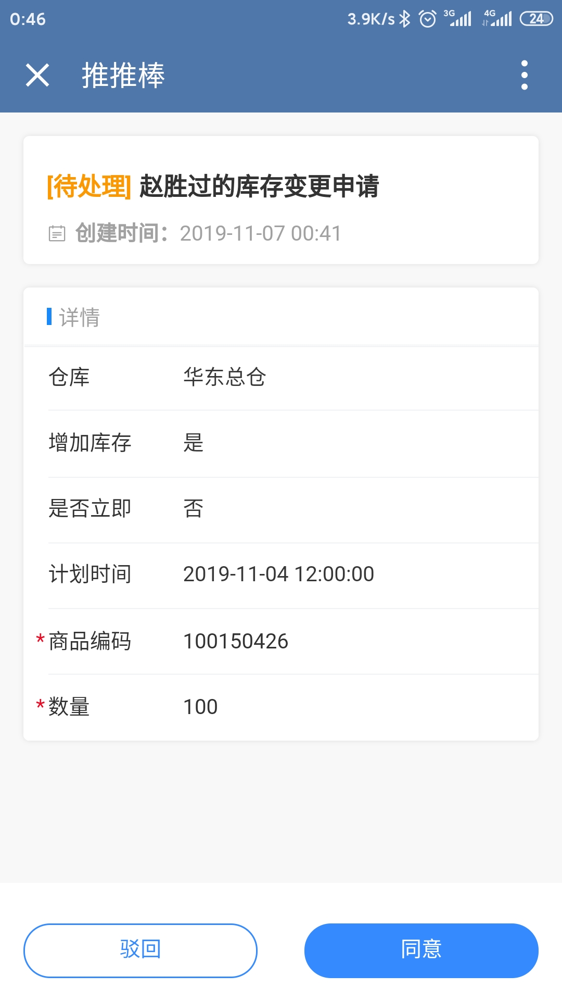 0:46 3.9K/s 3G 4G 24
推推棒
[待处理] 赵胜过的库存变更申请
创建时间：2019-11-07 00:41
详情
仓库 华东总仓
增加库存 是
是否立即 否
计划时间 2019-11-04 12:00:00
*商品编码 100150426
*数量 100
驳回 同意